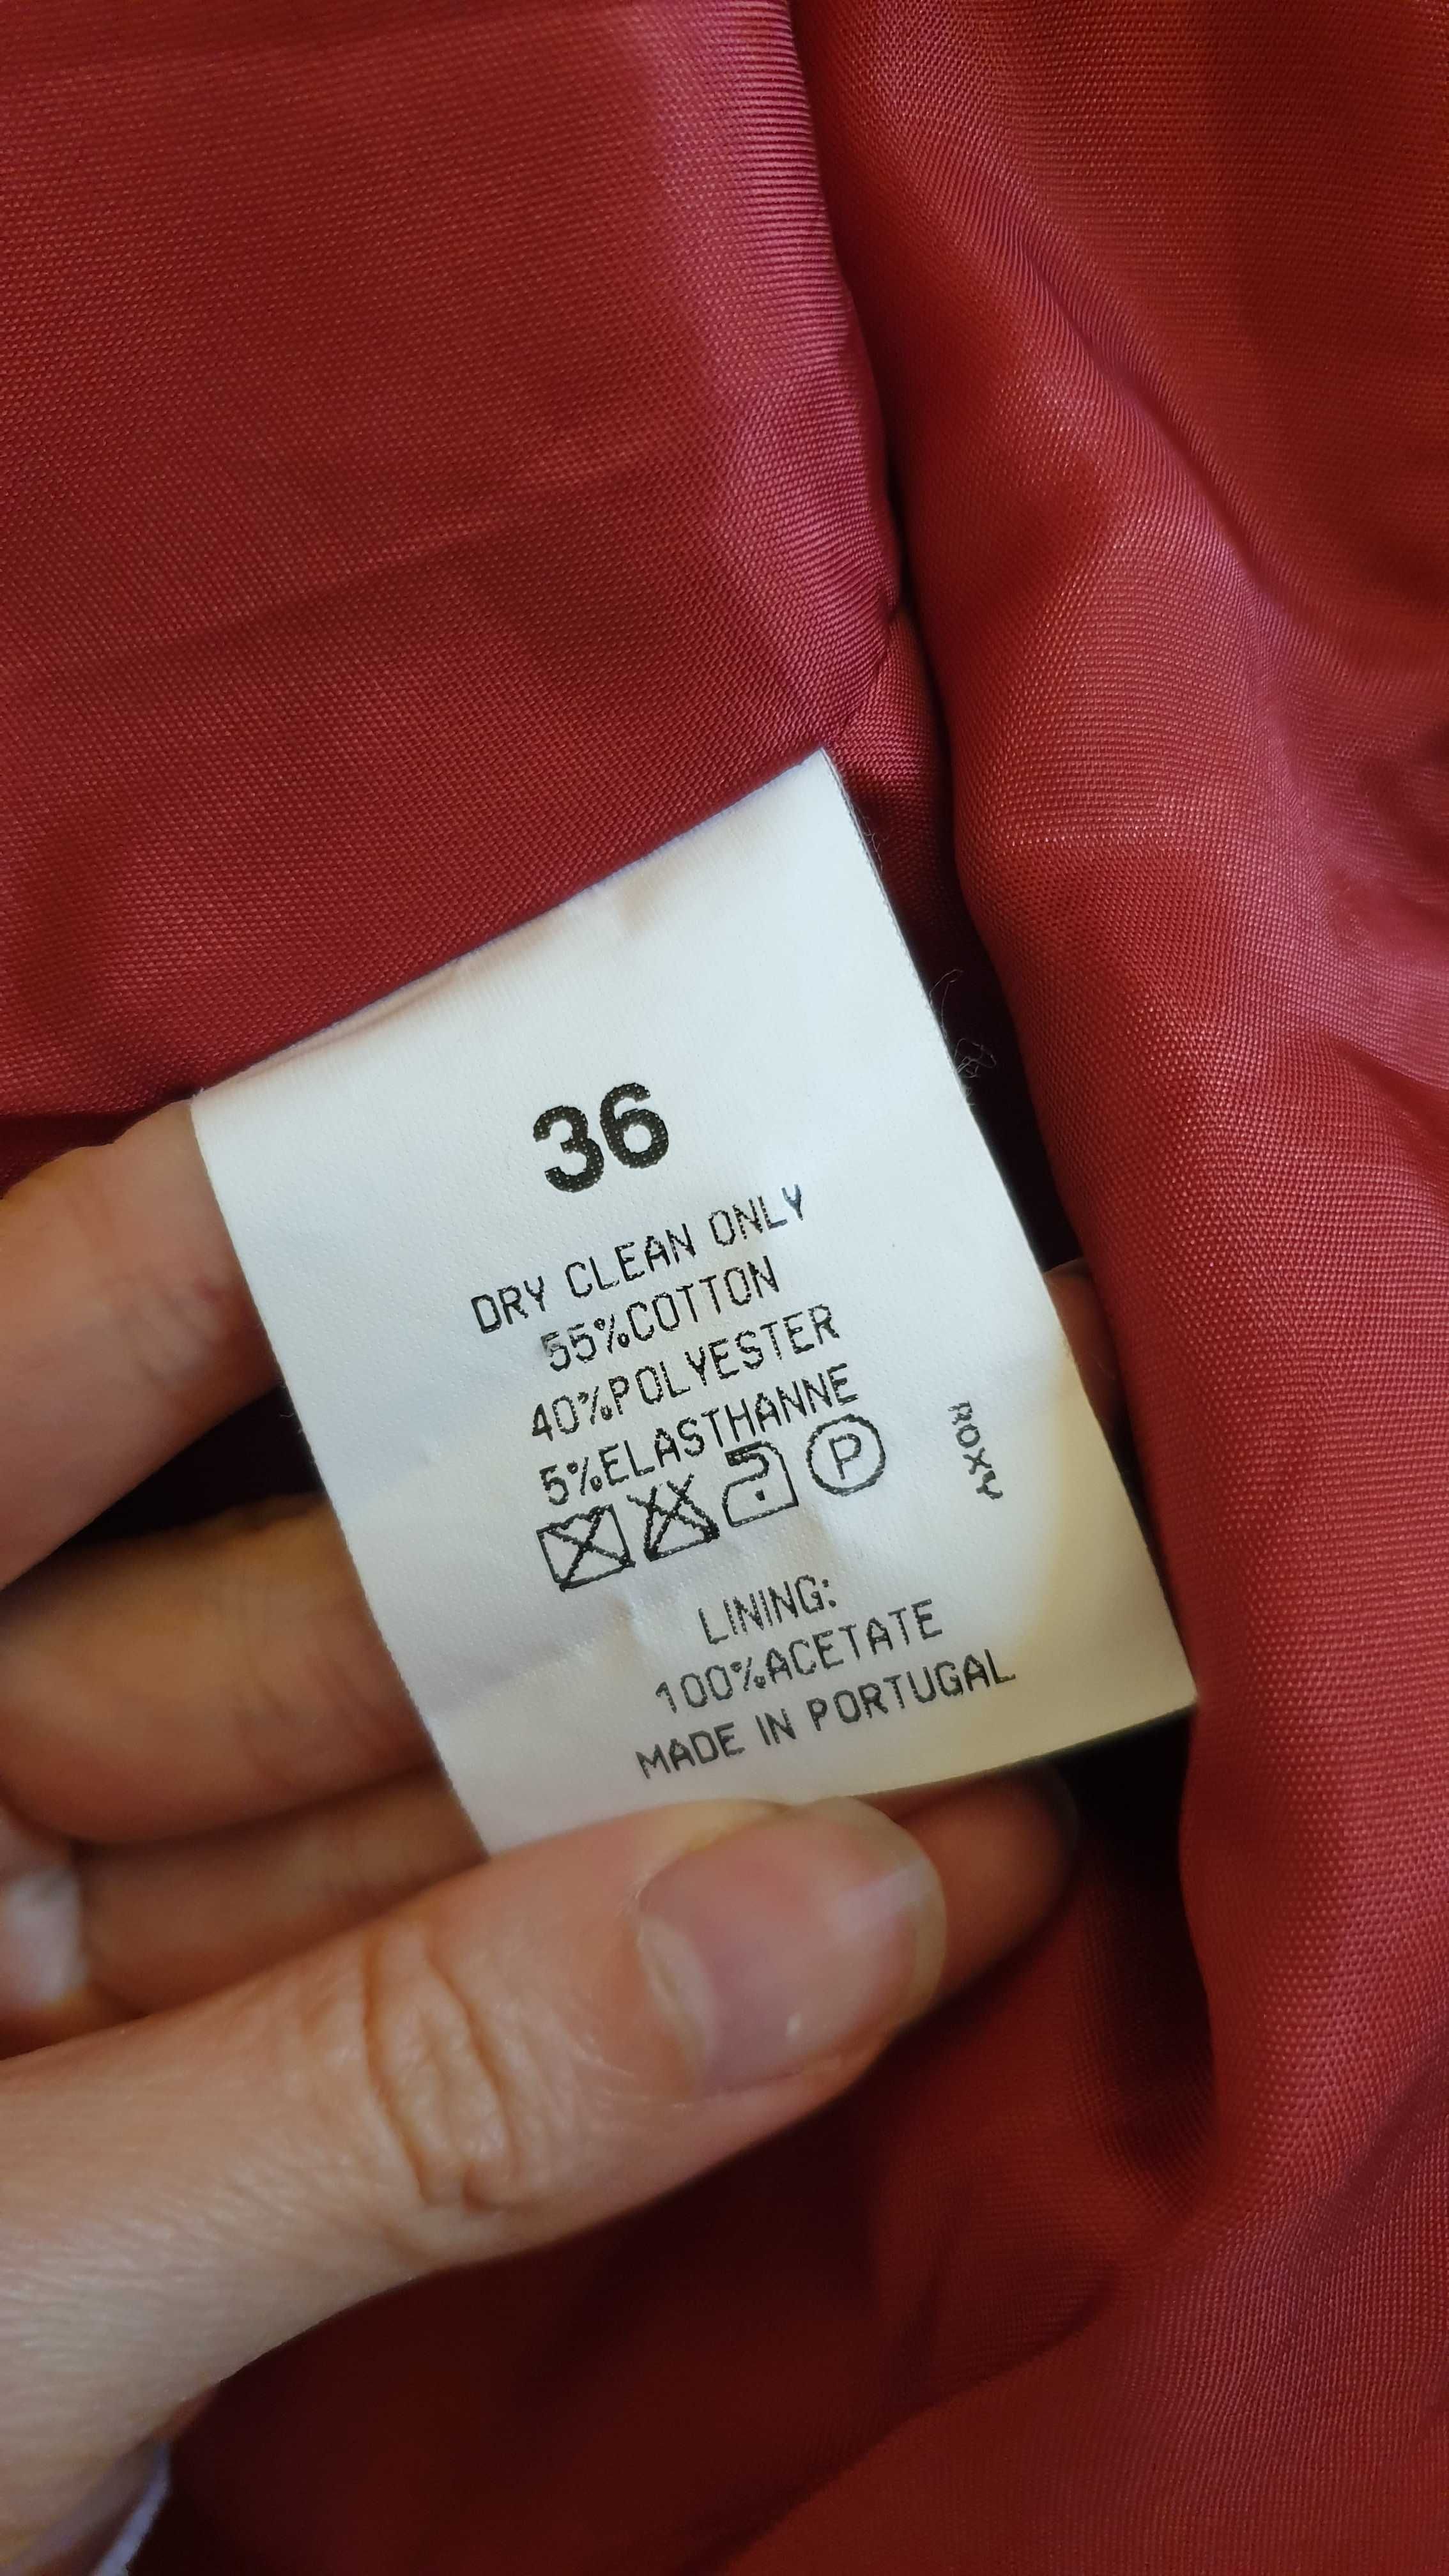 36
DRY CLEAN ONLY
55%COTTON
40%POLYESTER
5%ELASTHANNE
P
ROXY
LINING:
100%ACETATE
MADE IN PORTUGAL